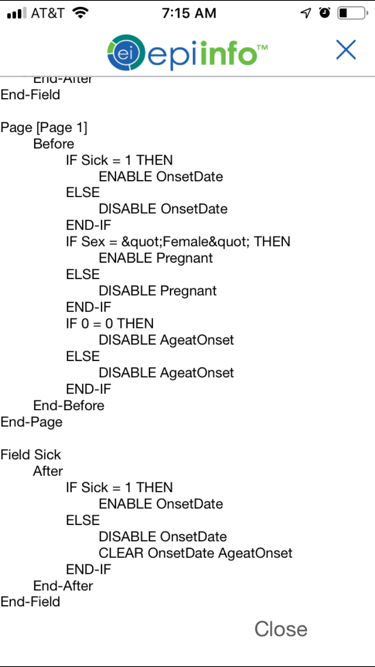 AT&T 7:15 AM
ei epiinfo™
End-After
End-Field
Page [Page 1]
Before
IF Sick = 1 THEN
ENABLE OnsetDate
ELSE
DISABLE OnsetDate
END-IF
IF Sex = &quot;Female&quot; THEN
ENABLE Pregnant
ELSE
DISABLE Pregnant
END-IF
IF 0 = 0 THEN
DISABLE AgeatOnset
ELSE
DISABLE AgeatOnset
END-IF
End-Before
End-Page
Field Sick
After
IF Sick = 1 THEN
ENABLE OnsetDate
ELSE
DISABLE OnsetDate
CLEAR OnsetDate AgeatOnset
END-IF
End-After
End-Field
Close